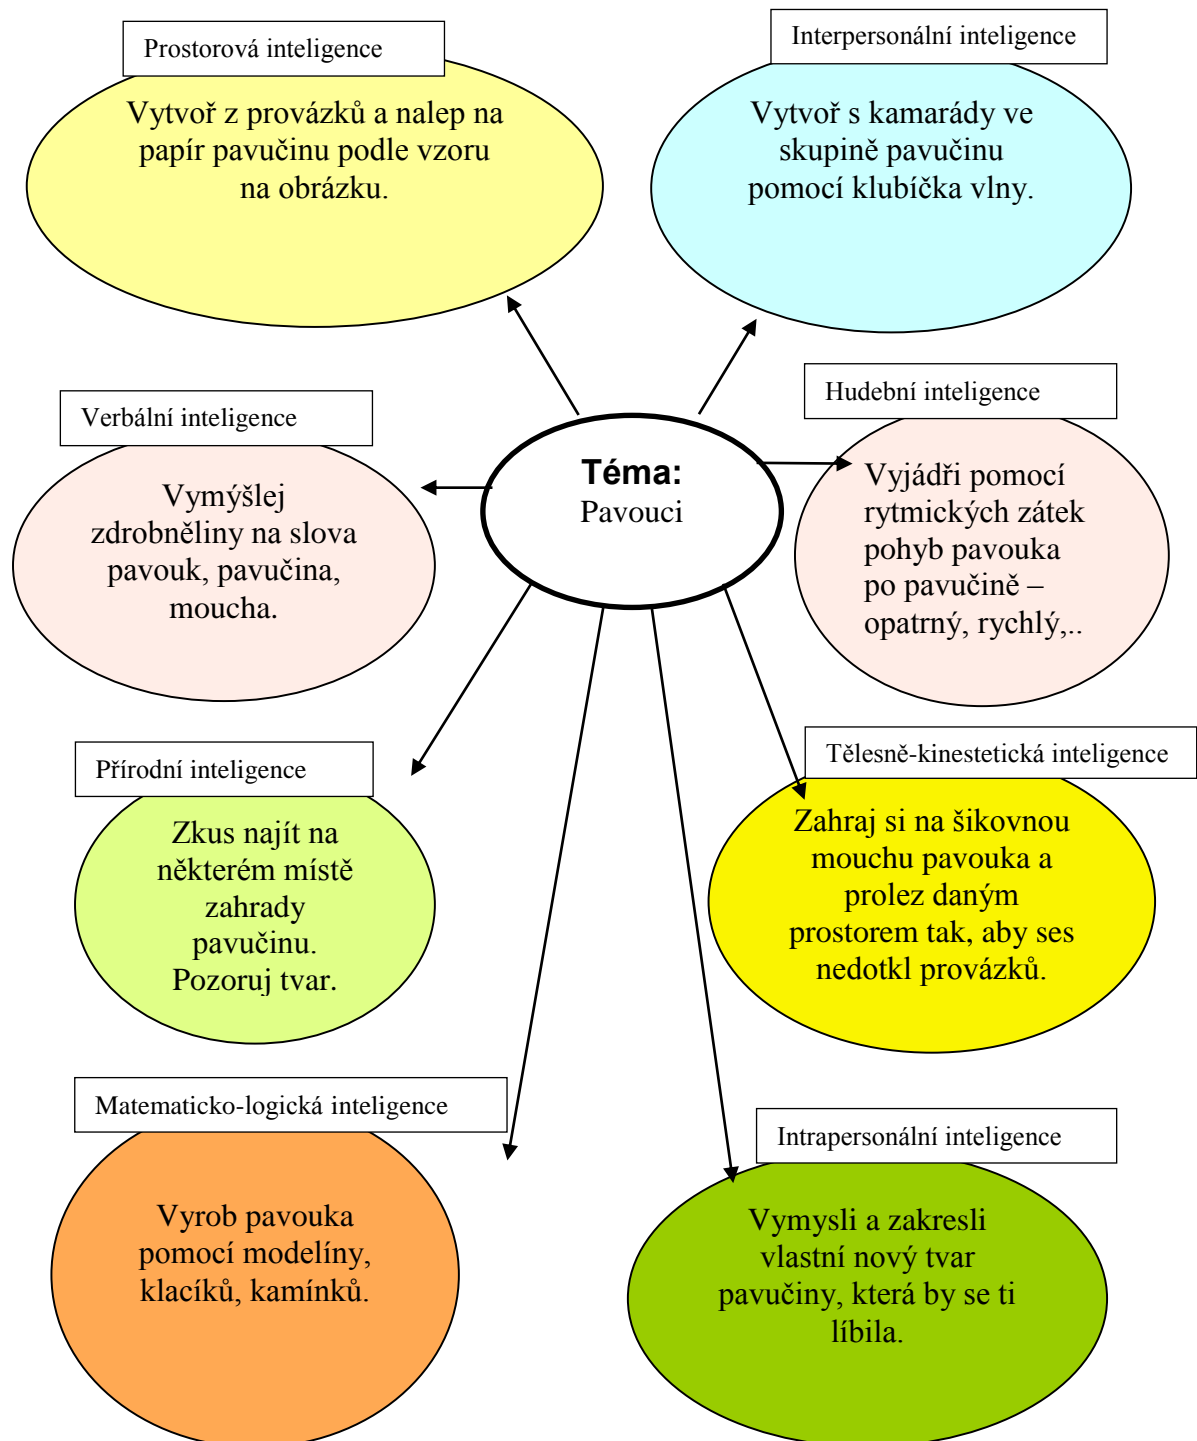 Prostorová inteligence
Vytvoř z provázků a nalep na
papír pavučinu podle vzoru
na obrázku.
Interpersonální inteligence
Vytvoř s kamarády ve
skupině pavučinu
pomocí klubíčka vlny.
Verbální inteligence
Vymýšlej
zdrobněliny na slova
pavouk, pavučina,
moucha.
Téma:
Pavouci
Hudební inteligence
Vyjádři pomocí
rytmických zátek
pohyb pavouka
po pavučině –
opatrný, rychlý,..
Přírodní inteligence
Zkus najít na
některém místě
zahrady
pavučinu.
Pozoruj tvar.
Tělesně-kinestetická inteligence
Zahraj si na šikovnou
mouchu pavouka a
prolez daným
prostorem tak, aby ses
nedotkl provázků.
Matematicko-logická inteligence
Vyrob pavouka
pomocí modelíny,
klacíků, kamínků.
Intrapersonální inteligence
Vymysli a zakresli
vlastní nový tvar
pavučiny, která by se ti
líbila.